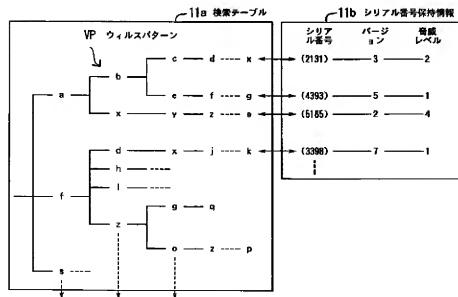 11a 検索テーブル
VP ウィルスパターン
c d x
b
e f g
a
x y z a
d x j k
h
l
f
g q
z
o z p
s
11b シリアル番号保持情報
シリアル番号 バージョン 脅威レベル
(2131) 3 2
(4393) 5 1
(6185) 2 4
(3398) 7 1